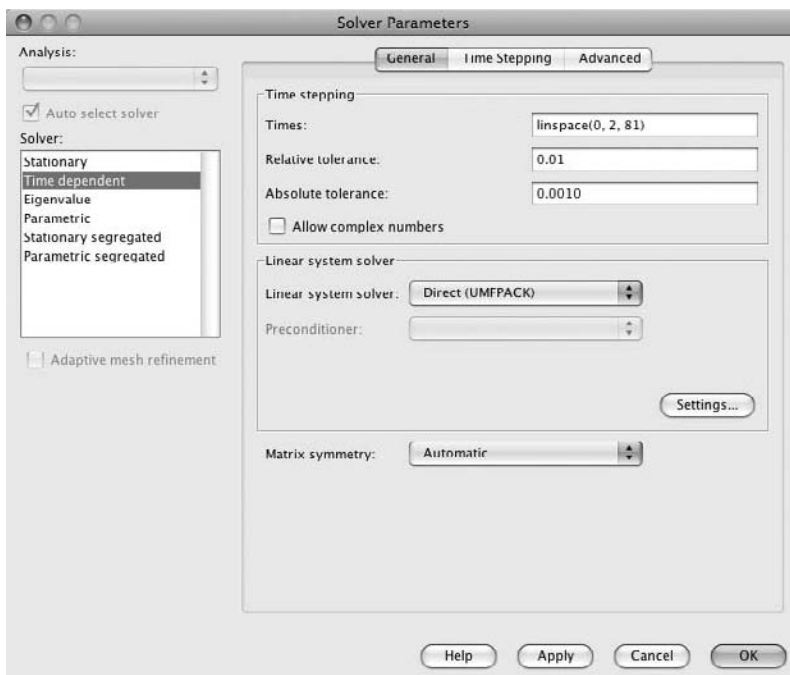 Solver Parameters
Analysis:
Auto select solver
Solver:
Stationary
Time dependent
Eigenvalue
Parametric
Stationary segregated
Parametric segregated
Adaptive mesh refinement
General
Time Stepping
Advanced
Time stepping
Times:
linspace(0, 2, 81)
Relative tolerance:
0.01
Absolute tolerance:
0.0010
Allow complex numbers
Linear system solver
Linear system solver:
Direct (UMFPACK)
Preconditioner:
Settings...
Matrix symmetry:
Automatic
Help
Apply
Cancel
OK